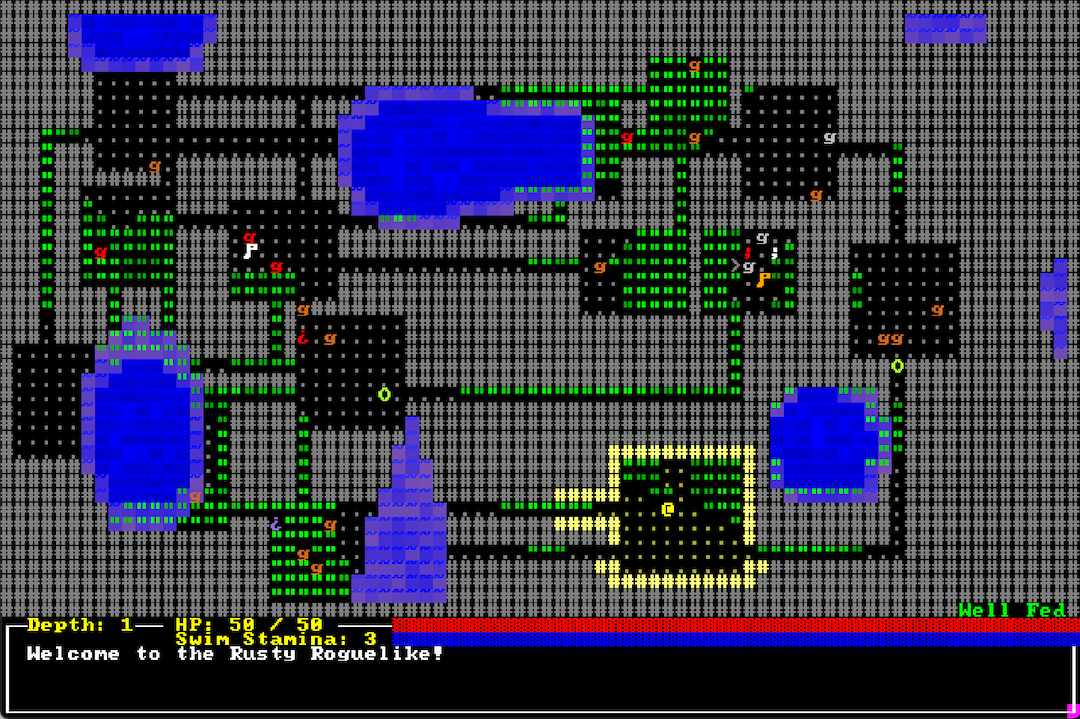 Well Fed
Depth: 1 HP: 50 / 50
Swim Stamina: 3
Welcome to the Rusty Roguelike!